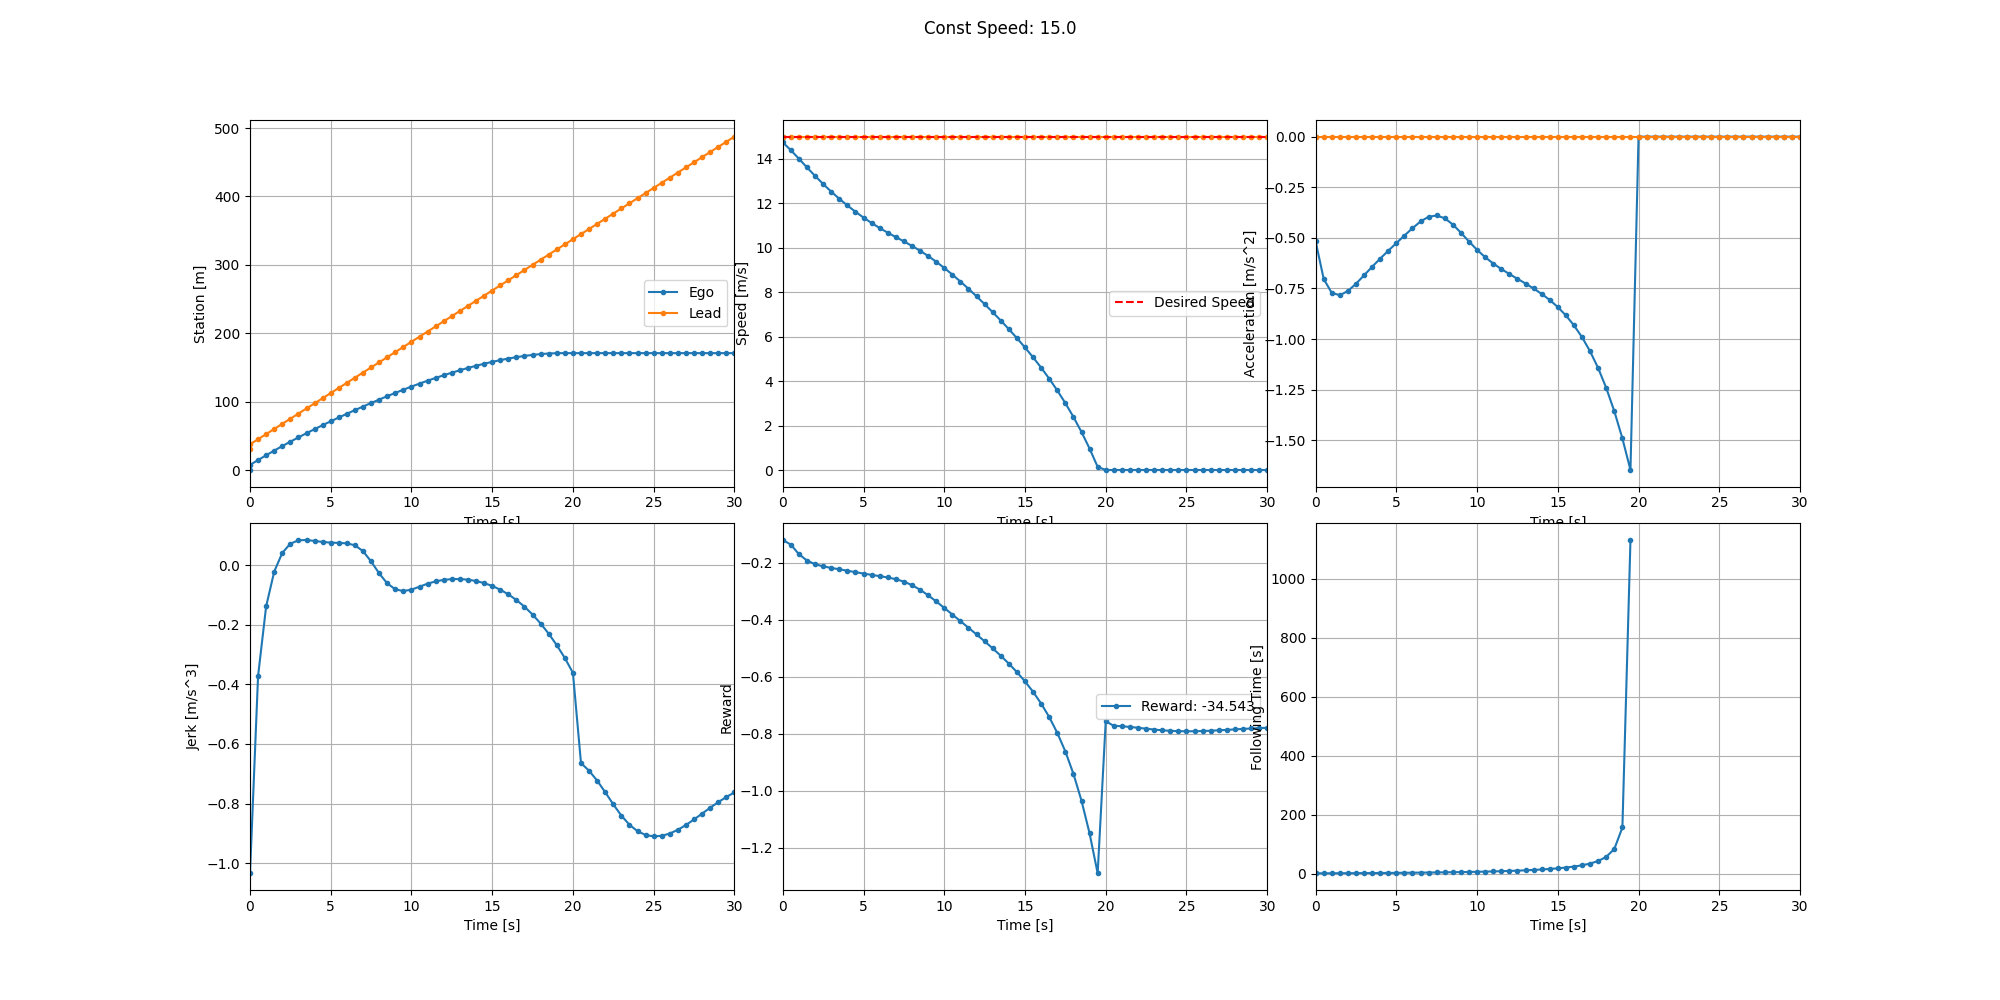 Const Speed: 15.0
Station [m]
500
400
300
200
100
0
Ego
Lead
0 5 10 15 20 25 30
Time [s]
Speed [m/s]
14
12
10
8
6
4
2
0
Desired Speed
0 5 10 15 20 25 30
Time [s]
Acceleration [m/s^2]
0.00
−0.25
−0.50
−0.75
−1.00
−1.25
−1.50
0 5 10 15 20 25 30
Time [s]
Jerk [m/s^3]
0.0
−0.2
−0.4
−0.6
−0.8
−1.0
0 5 10 15 20 25 30
Time [s]
Reward
−0.2
−0.4
−0.6
−0.8
−1.0
−1.2
Reward: -34.543
0 5 10 15 20 25 30
Time [s]
Following Time [s]
1000
800
600
400
200
0
0 5 10 15 20 25 30
Time [s]